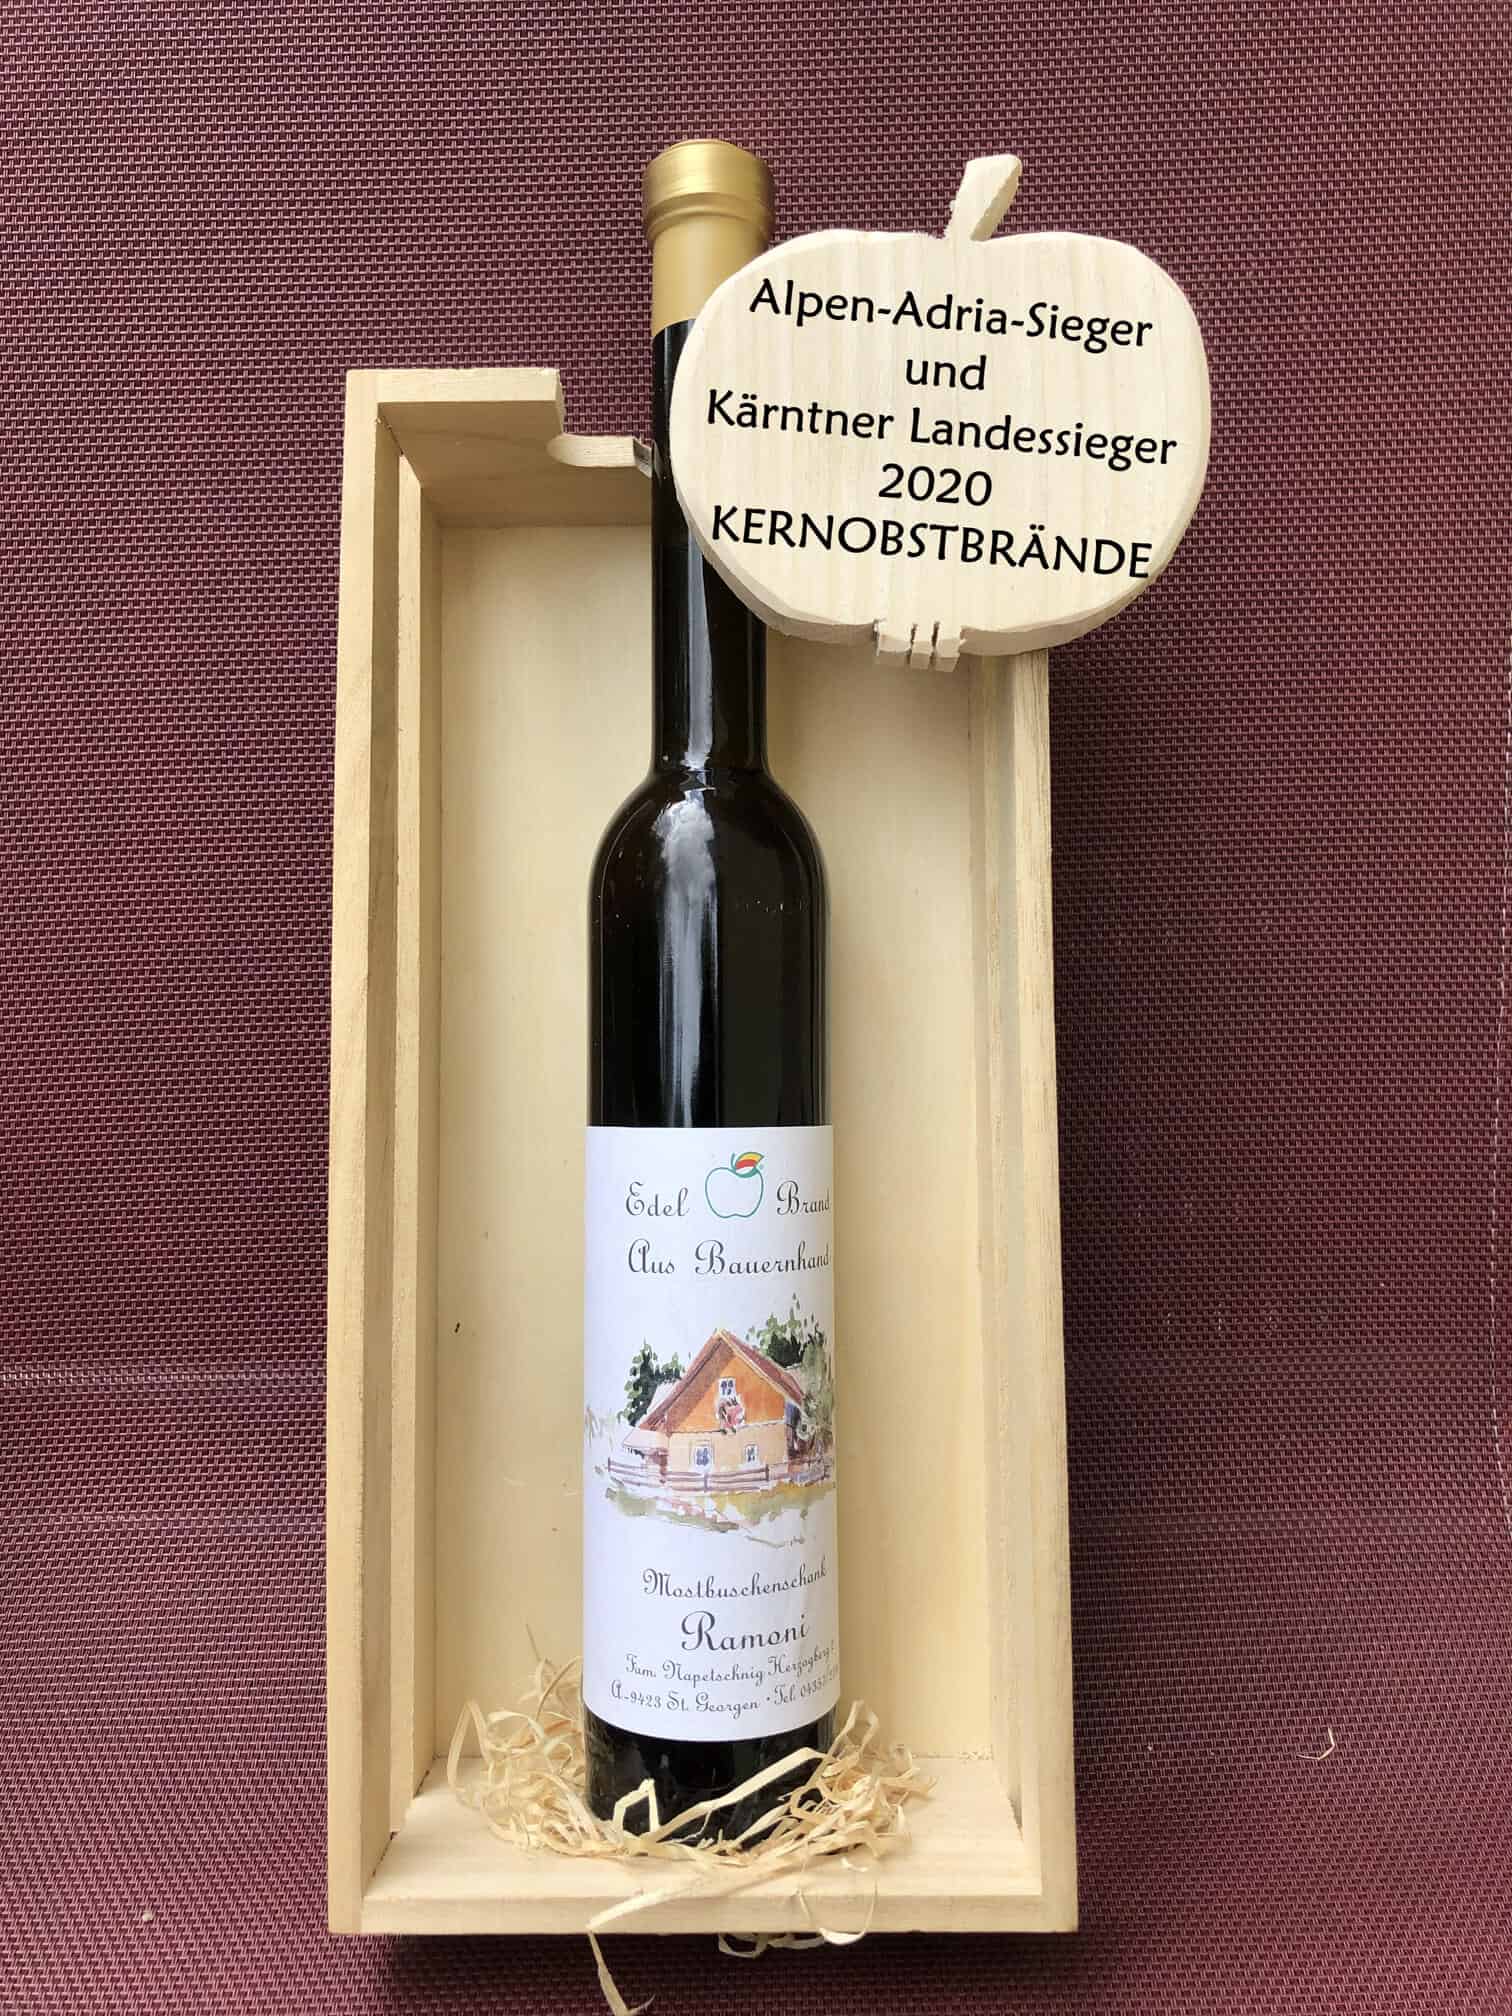 Alpen-Adria-Sieger
und
Kärntner Landessieger
2020
KERNOBSTBRÄNDE
Edel Brand
Aus Bauernhand
Mostbuschenschank
Ramoni
Fam. Napetschnig Herzogberg
A-9423 St. Georgen · Tel.